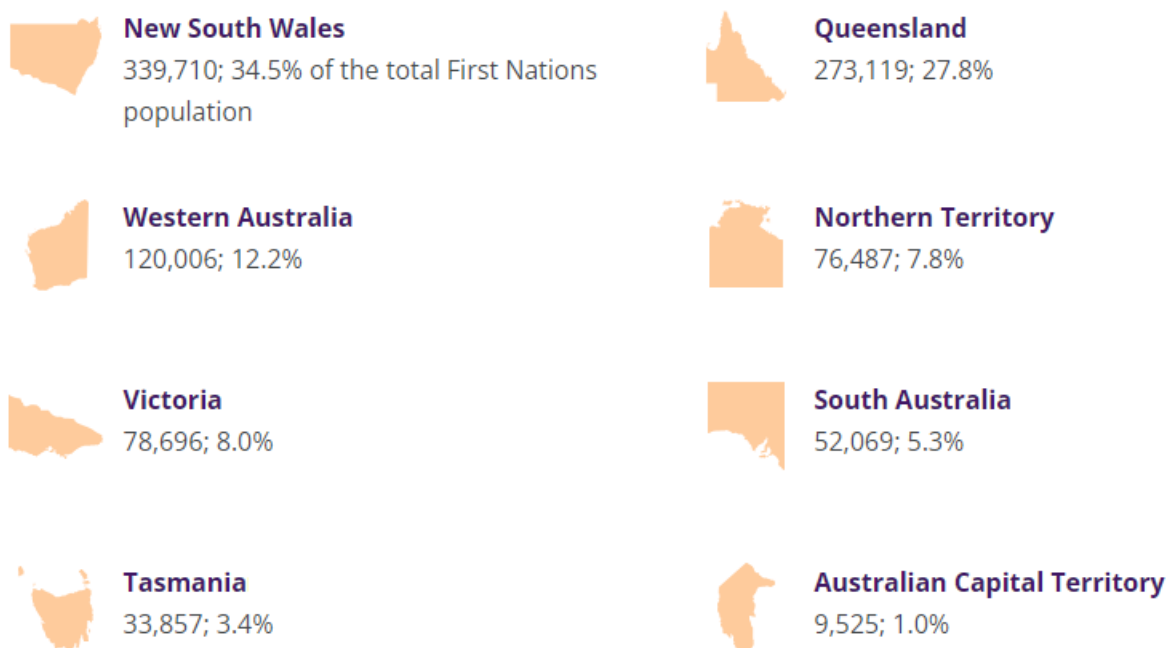 New South Wales
339,710; 34.5% of the total First Nations
population
Queensland
273,119; 27.8%
Western Australia
120,006; 12.2%
Northern Territory
76,487; 7.8%
Victoria
78,696; 8.0%
South Australia
52,069; 5.3%
Tasmania
33,857; 3.4%
Australian Capital Territory
9,525; 1.0%